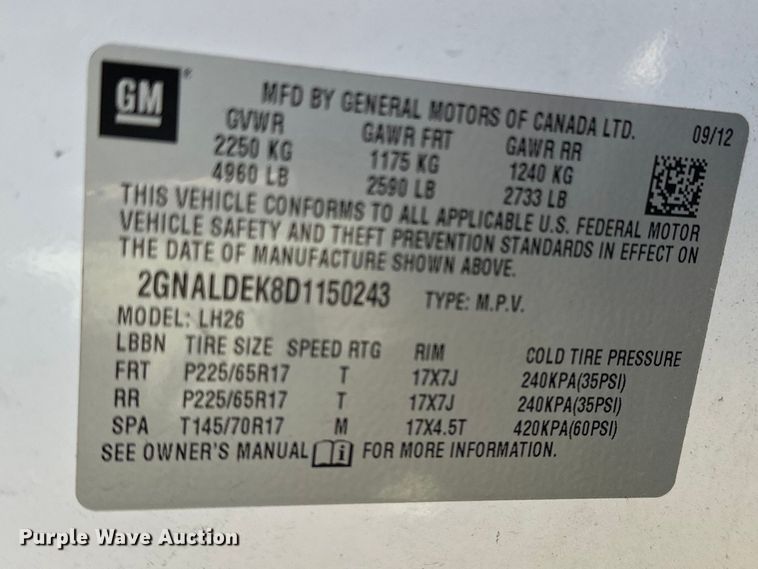 GM ®
MFD BY GENERAL MOTORS OF CANADA LTD. 09/12
GVWR GAWR FRT GAWR RR
2250 KG 1175 KG 1240 KG
4960 LB 2590 LB 2733 LB
THIS VEHICLE CONFORMS TO ALL APPLICABLE U.S. FEDERAL MOTOR
VEHICLE SAFETY AND THEFT PREVENTION STANDARDS IN EFFECT ON
THE DATE OF MANUFACTURE SHOWN ABOVE.
2GNALDEK8D1150243 TYPE: M.P.V.
MODEL: LH26
LBBN TIRE SIZE SPEED RTG RIM COLD TIRE PRESSURE
FRT P225/65R17 T 17X7J 240KPA(35PSI)
RR P225/65R17 T 17X7J 240KPA(35PSI)
SPA T145/70R17 M 17X4.5T 420KPA(60PSI)
SEE OWNER'S MANUAL i FOR MORE INFORMATION.
Purple Wave Auction